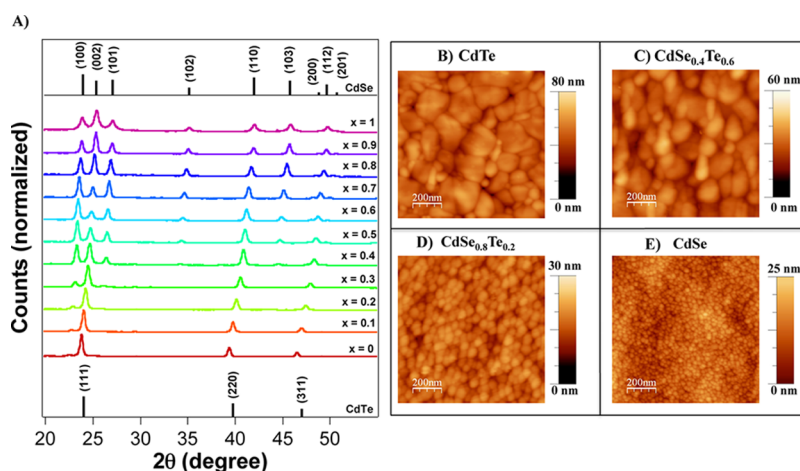 A)
(100)
(002)
(101)
(102)
(110)
(103)
(200)
(112)
(201)
CdSe
x = 1
x = 0.9
x = 0.8
x = 0.7
x = 0.6
x = 0.5
x = 0.4
x = 0.3
x = 0.2
x = 0.1
x = 0
(111)
(220)
(311)
CdTe
Counts (normalized)
20 25 30 35 40 45 50
2θ (degree)
B) CdTe
80 nm
200nm
0 nm
C) CdSe₀.₄Te₀.₆
60 nm
200nm
0 nm
D) CdSe₀.₈Te₀.₂
30 nm
200nm
0 nm
E) CdSe
25 nm
200nm
0 nm